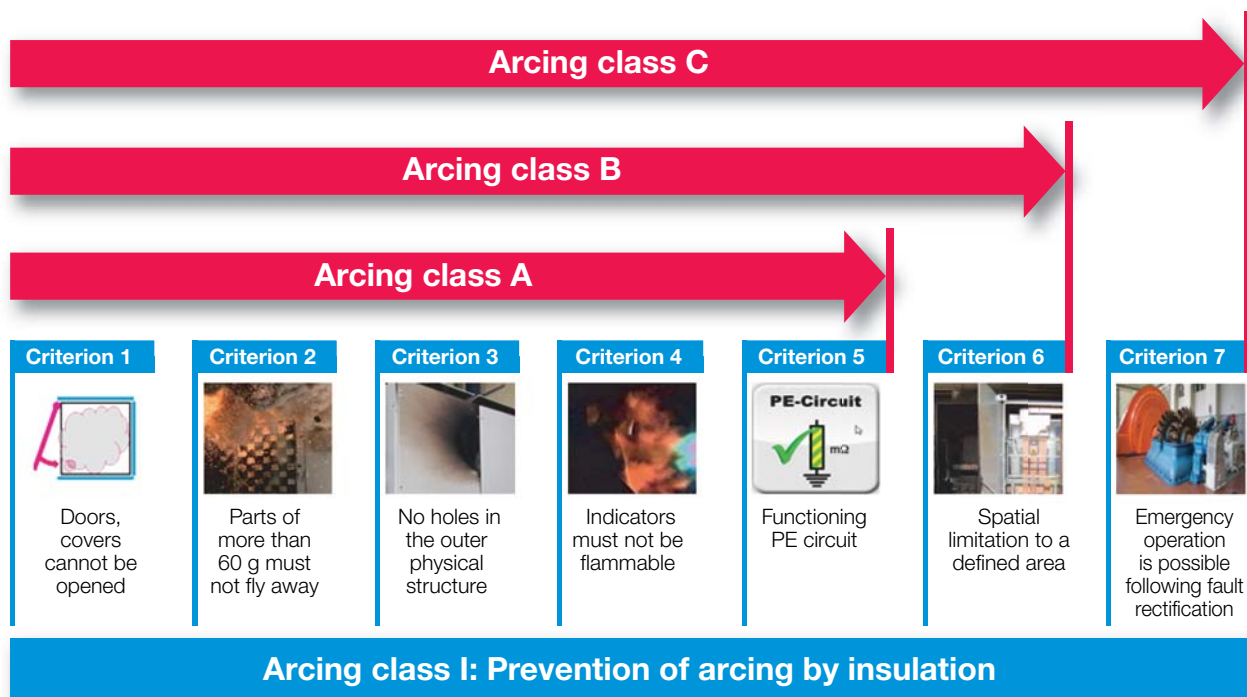 Arcing class C
Arcing class B
Arcing class A
Criterion 1
Doors,
covers
cannot be
opened
Criterion 2
Parts of
more than
60 g must
not fly away
Criterion 3
No holes in
the outer
physical
structure
Criterion 4
Indicators
must not be
flammable
Criterion 5
PE-Circuit
mΩ
Functioning
PE circuit
Criterion 6
Spatial
limitation to a
defined area
Criterion 7
Emergency
operation
is possible
following fault
rectification
Arcing class I: Prevention of arcing by insulation